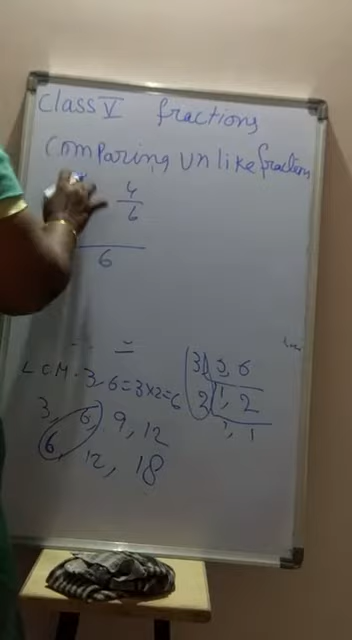 Class V fractions
Comparing unlike fractions
4
6
6
LCM. 3, 6 = 3×2=6
3, 6, 9, 12
6, 12, 18
3 3, 6
2 1, 2
1, 1